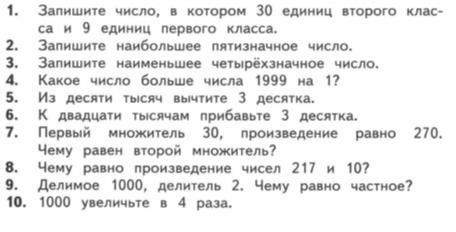 1. Запишите число, в котором 30 единиц второго клас-
са и 9 единиц первого класса.
2. Запишите наибольшее пятизначное число.
3. Запишите наименьшее четырёхзначное число.
4. Какое число больше числа 1999 на 1?
5. Из десяти тысяч вычтите 3 десятка.
6. К двадцати тысячам прибавьте 3 десятка.
7. Первый множитель 30, произведение равно 270.
Чему равен второй множитель?
8. Чему равно произведение чисел 217 и 10?
9. Делимое 1000, делитель 2. Чему равно частное?
10. 1000 увеличьте в 4 раза.